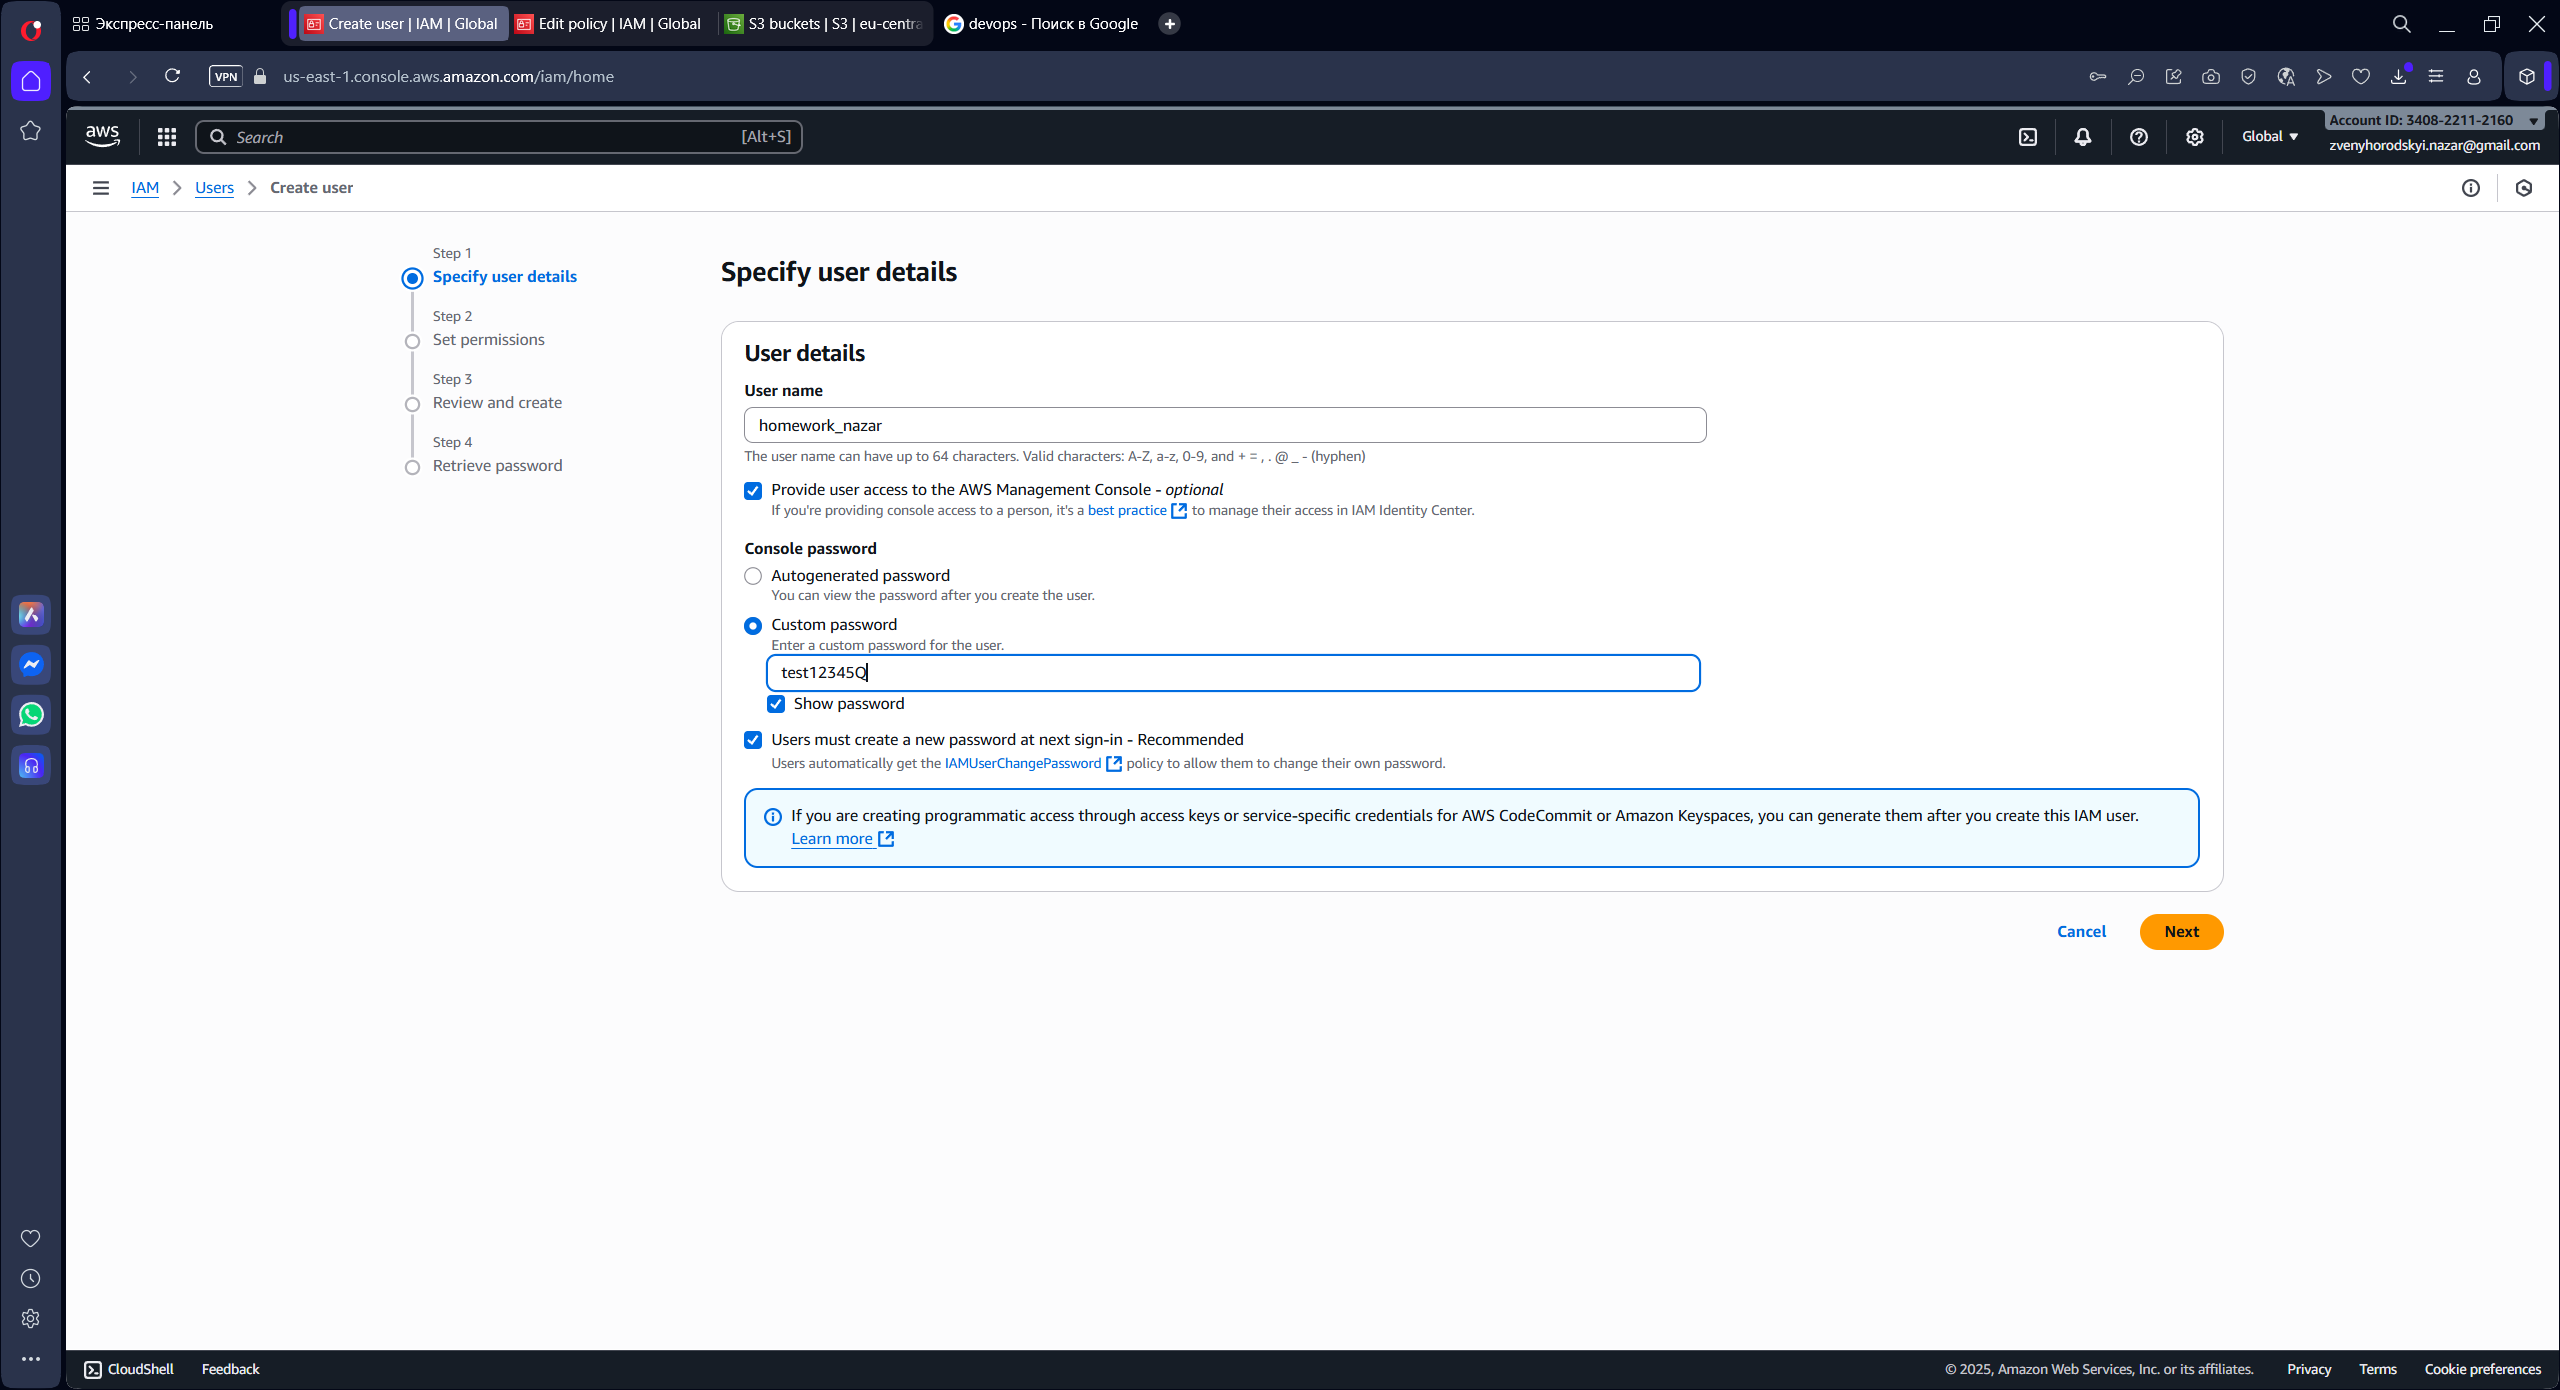 Экспресс-панель
Create user | IAM | Global
Edit policy | IAM | Global
S3 buckets | S3 | eu-centra
devops - Поиск в Google
VPN
us-east-1.console.aws.amazon.com/iam/home
aws
Search
[Alt+S]
Global
Account ID: 3408-2211-2160
zvenyhorodskyi.nazar@gmail.com
IAM
Users
Create user
Step 1
Specify user details
Step 2
Set permissions
Step 3
Review and create
Step 4
Retrieve password
Specify user details
User details
User name
homework_nazar
The user name can have up to 64 characters. Valid characters: A-Z, a-z, 0-9, and + = , . @ _ - (hyphen)
Provide user access to the AWS Management Console - optional
If you're providing console access to a person, it's a best practice to manage their access in IAM Identity Center.
Console password
Autogenerated password
You can view the password after you create the user.
Custom password
Enter a custom password for the user.
test12345Q
Show password
Users must create a new password at next sign-in - Recommended
Users automatically get the IAMUserChangePassword policy to allow them to change their own password.
If you are creating programmatic access through access keys or service-specific credentials for AWS CodeCommit or Amazon Keyspaces, you can generate them after you create this IAM user.
Learn more
Cancel
Next
CloudShell
Feedback
© 2025, Amazon Web Services, Inc. or its affiliates.
Privacy
Terms
Cookie preferences